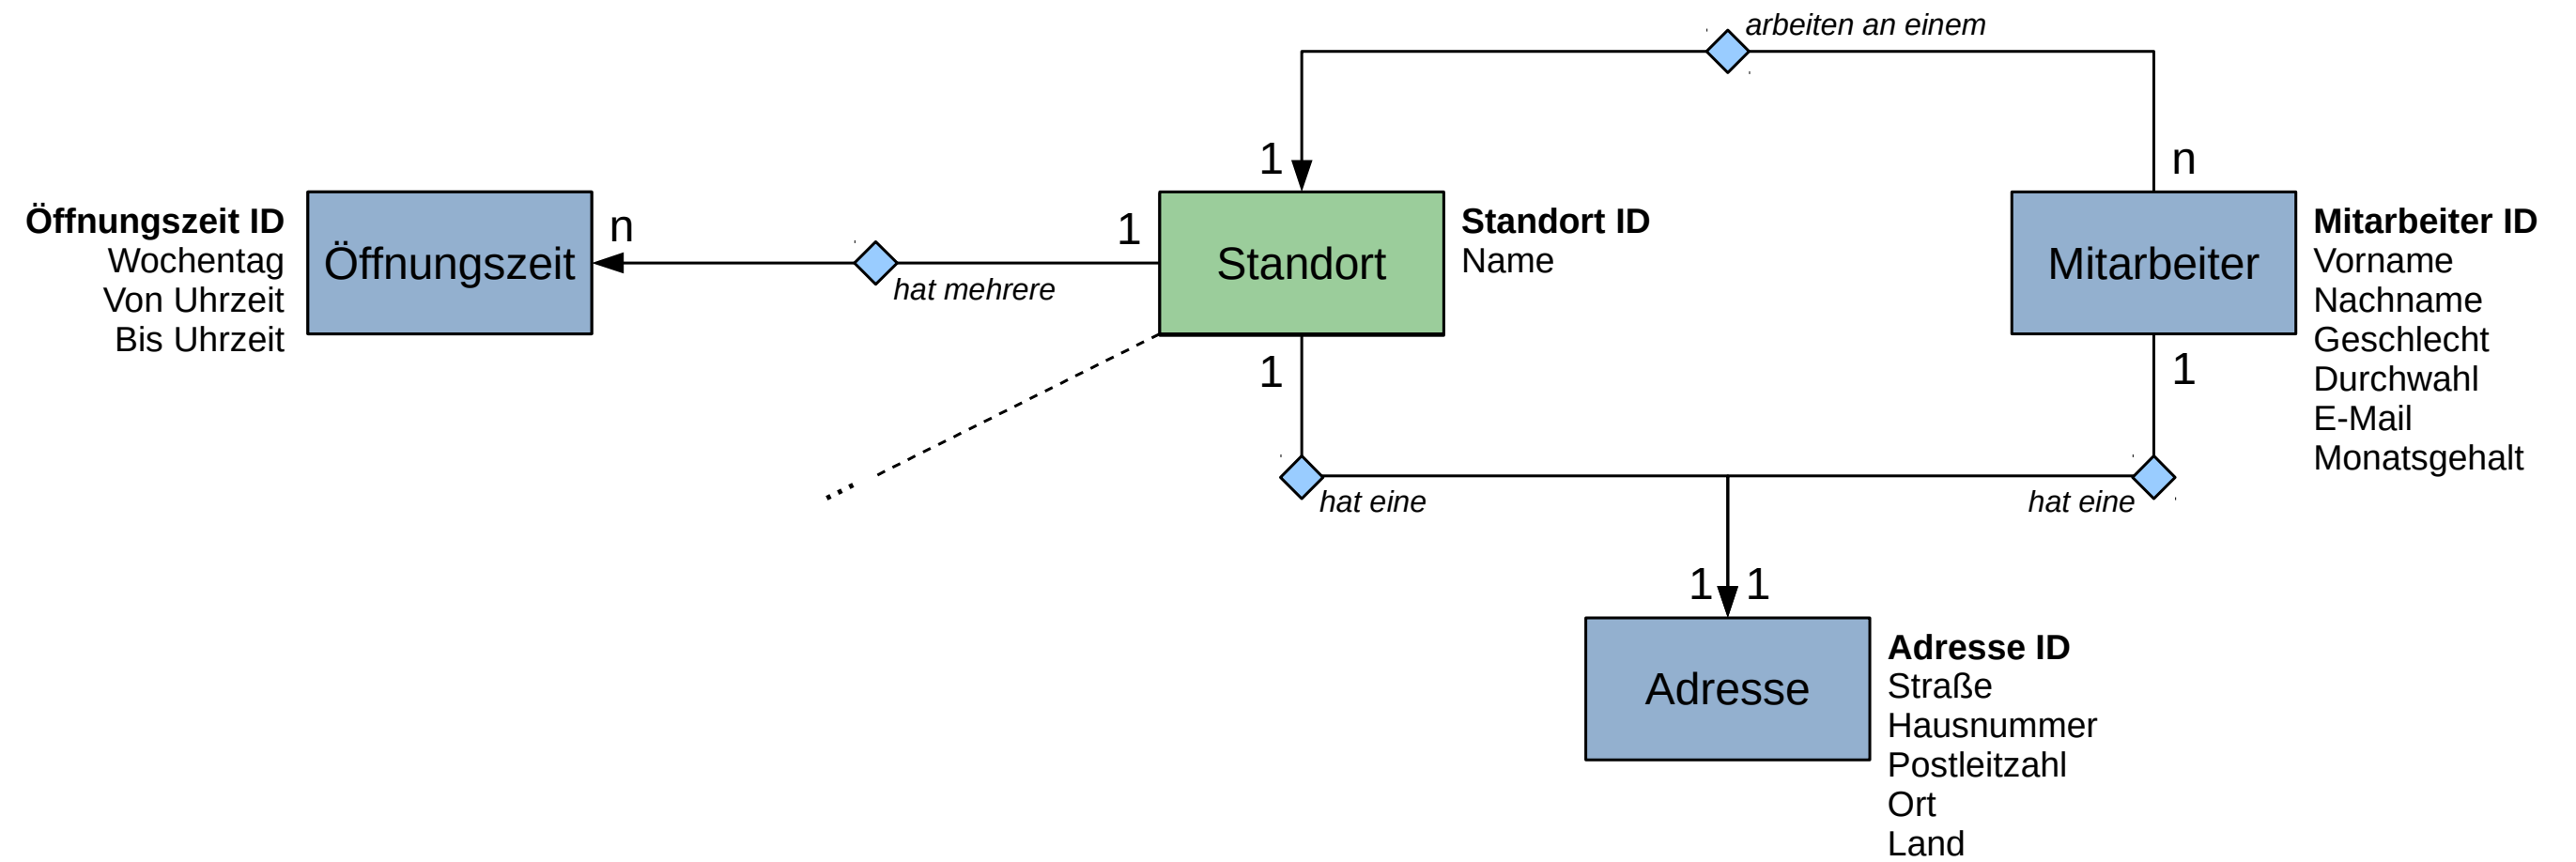 arbeiten an einem
1
n
Öffnungszeit ID
Wochentag
Von Uhrzeit
Bis Uhrzeit
Öffnungszeit
n
1
hat mehrere
Standort
Standort ID
Name
Mitarbeiter
Mitarbeiter ID
Vorname
Nachname
Geschlecht
Durchwahl
E-Mail
Monatsgehalt
1
1
hat eine
hat eine
1
1
Adresse
Adresse ID
Straße
Hausnummer
Postleitzahl
Ort
Land